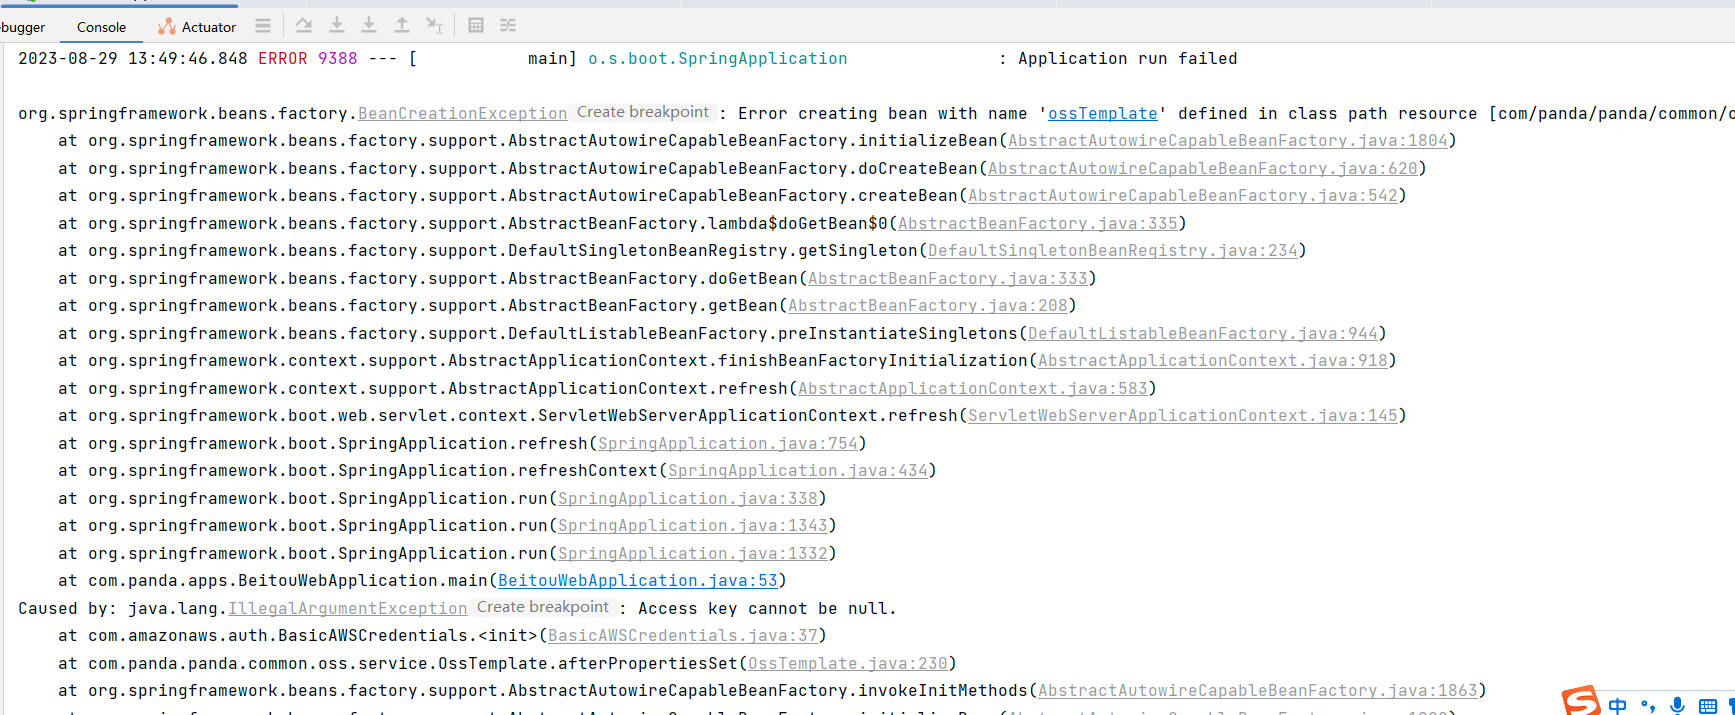 ebugger Console Actuator
2023-08-29 13:49:46.848 ERROR 9388 --- [ main] o.s.boot.SpringApplication : Application run failed
org.springframework.beans.factory.BeanCreationException Create breakpoint : Error creating bean with name 'ossTemplate' defined in class path resource [com/panda/panda/common/o
at org.springframework.beans.factory.support.AbstractAutowireCapableBeanFactory.initializeBean(AbstractAutowireCapableBeanFactory.java:1804)
at org.springframework.beans.factory.support.AbstractAutowireCapableBeanFactory.doCreateBean(AbstractAutowireCapableBeanFactory.java:620)
at org.springframework.beans.factory.support.AbstractAutowireCapableBeanFactory.createBean(AbstractAutowireCapableBeanFactory.java:542)
at org.springframework.beans.factory.support.AbstractBeanFactory.lambda$doGetBean$0(AbstractBeanFactory.java:335)
at org.springframework.beans.factory.support.DefaultSingletonBeanRegistry.getSingleton(DefaultSingletonBeanRegistry.java:234)
at org.springframework.beans.factory.support.AbstractBeanFactory.doGetBean(AbstractBeanFactory.java:333)
at org.springframework.beans.factory.support.AbstractBeanFactory.getBean(AbstractBeanFactory.java:208)
at org.springframework.beans.factory.support.DefaultListableBeanFactory.preInstantiateSingletons(DefaultListableBeanFactory.java:944)
at org.springframework.context.support.AbstractApplicationContext.finishBeanFactoryInitialization(AbstractApplicationContext.java:918)
at org.springframework.context.support.AbstractApplicationContext.refresh(AbstractApplicationContext.java:583)
at org.springframework.boot.web.servlet.context.ServletWebServerApplicationContext.refresh(ServletWebServerApplicationContext.java:145)
at org.springframework.boot.SpringApplication.refresh(SpringApplication.java:754)
at org.springframework.boot.SpringApplication.refreshContext(SpringApplication.java:434)
at org.springframework.boot.SpringApplication.run(SpringApplication.java:338)
at org.springframework.boot.SpringApplication.run(SpringApplication.java:1343)
at org.springframework.boot.SpringApplication.run(SpringApplication.java:1332)
at com.panda.apps.BeitouWebApplication.main(BeitouWebApplication.java:53)
Caused by: java.lang.IllegalArgumentException Create breakpoint : Access key cannot be null.
at com.amazonaws.auth.BasicAWSCredentials.<init>(BasicAWSCredentials.java:37)
at com.panda.panda.common.oss.service.OssTemplate.afterPropertiesSet(OssTemplate.java:230)
at org.springframework.beans.factory.support.AbstractAutowireCapableBeanFactory.invokeInitMethods(AbstractAutowireCapableBeanFactory.java:1863)
中